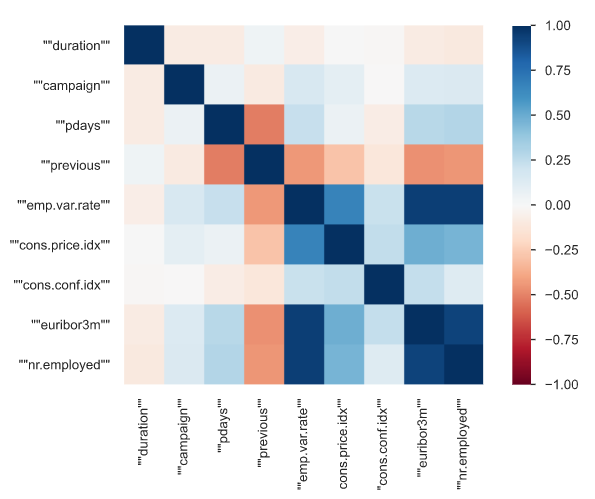 ""duration""
""campaign""
""pdays""
""previous""
""emp.var.rate""
""cons.price.idx""
""cons.conf.idx""
""euribor3m""
""nr.employed""
1.00
0.75
0.50
0.25
0.00
−0.25
−0.50
−0.75
−1.00
""duration""
""campaign""
""pdays""
""previous""
""emp.var.rate""
cons.price.idx""
"cons.conf.idx""
""euribor3m""
""nr.employed""